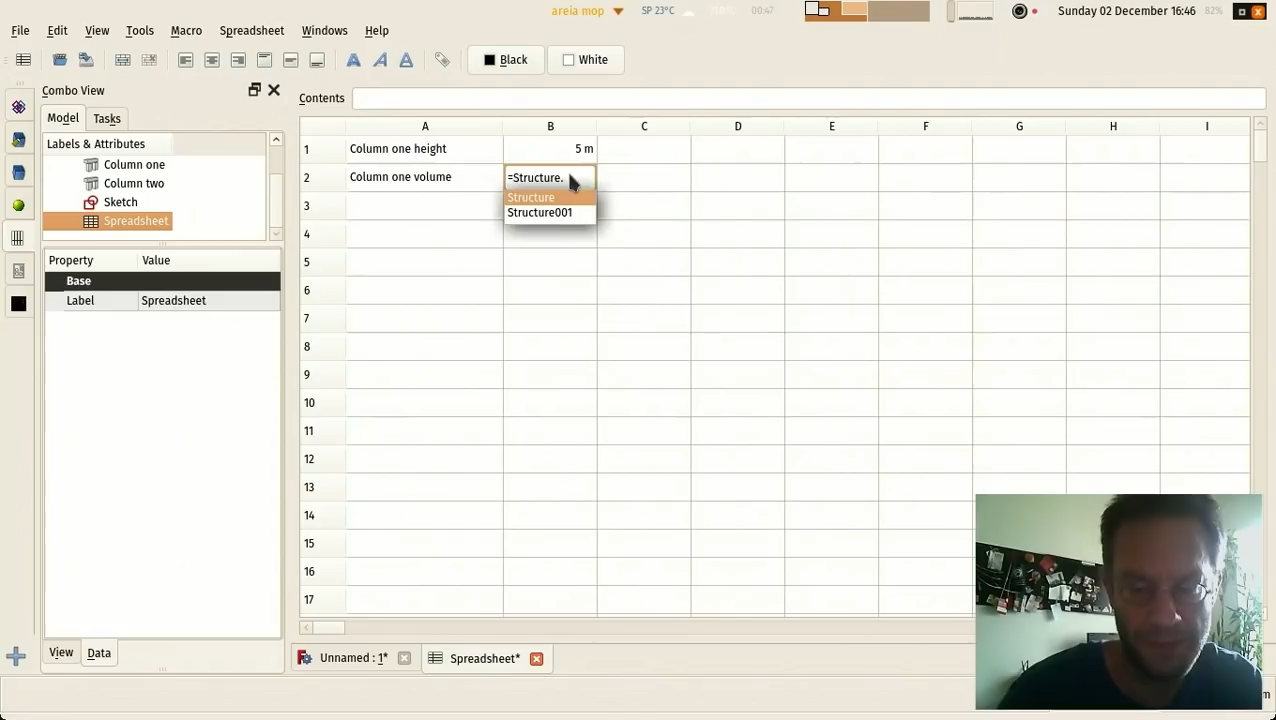 areia mop SP 23°C 00:47 Sunday 02 December 16:46 82%
File Edit View Tools Macro Spreadsheet Windows Help
Black White
Combo View
Contents
Model Tasks
A B C D E F G H I
Labels & Attributes
1 Column one height 5 m
Column one
2 Column one volume =Structure.
Column two
Structure
Sketch
3
Structure001
Spreadsheet
4
Property Value
5
Base
6
Label Spreadsheet
7
8
9
10
11
12
13
14
15
16
17
View Data
Unnamed : 1*
Spreadsheet*
m